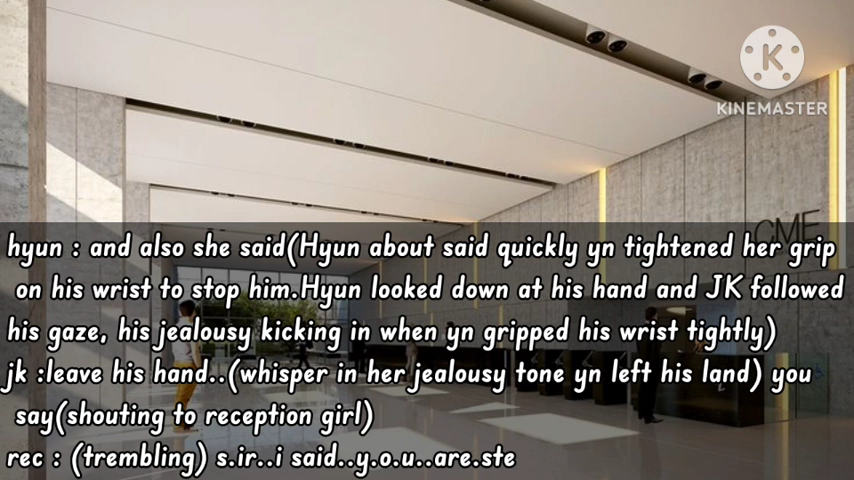 KINEMASTER
CME
hyun : and also she said(Hyun about said quickly yn tightened her grip
on his wrist to stop him.Hyun looked down at his hand and JK followed
his gaze, his jealousy kicking in when yn gripped his wrist tightly)
jk :leave his hand..(whisper in her jealousy tone yn left his land) you
say(shouting to reception girl)
rec : (trembling) s.ir..i said..y.o.u..are.ste